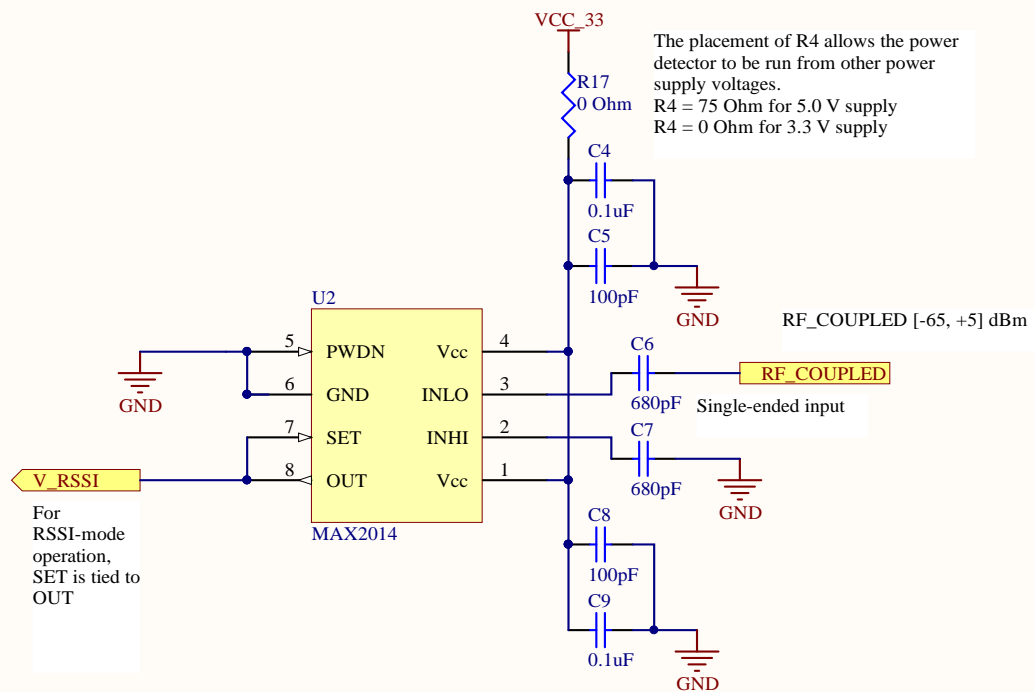 VCC_33
The placement of R4 allows the power
detector to be run from other power
supply voltages.
R4 = 75 Ohm for 5.0 V supply
R4 = 0 Ohm for 3.3 V supply
R17
0 Ohm
C4
0.1uF
C5
100pF
GND
U2
RF_COUPLED [-65, +5] dBm
5
PWDN
Vcc
4
C6
RF_COUPLED
680pF
Single-ended input
GND
6
GND
INLO
3
7
SET
INHI
2
C7
680pF
GND
V_RSSI
8
OUT
Vcc
1
MAX2014
For
RSSI-mode
operation,
SET is tied to
OUT
C8
100pF
C9
0.1uF
GND